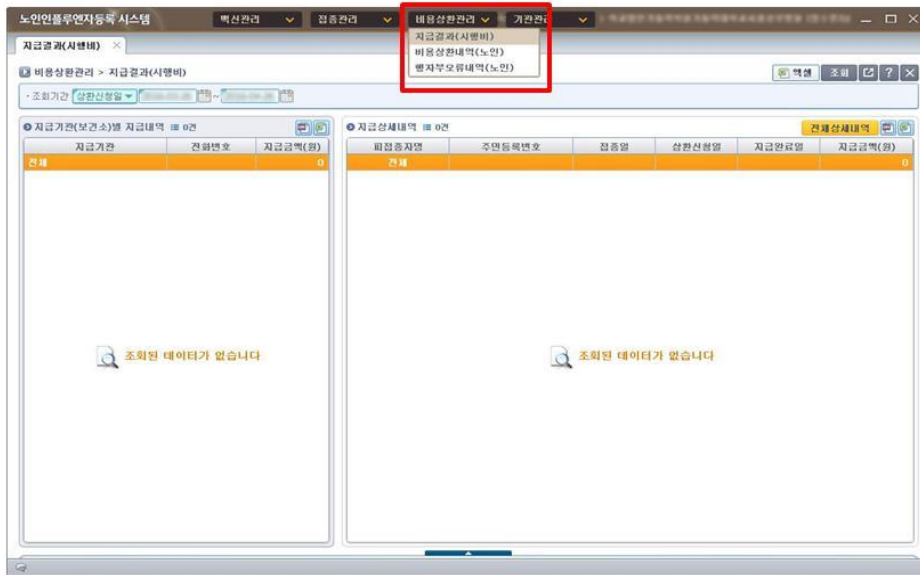 노인인플루엔자등록 시스템 백신관리 접종관리 비용상환관리 기관관리
지급결과(시행비)
비용상환내역(노인)
행자부오류내역(노인)
지급결과(시행비)
비용상환관리 > 지급결과(시행비) 엑셀 조회
· 조회기간 상환신청일 ~
지급기관(보건소)별 지급내역 0건
지급기관 전화번호 지급금액(원)
전체 0
조회된 데이터가 없습니다
지급상세내역 0건 전체상세내역
피접종자명 주민등록번호 접종일 상환신청일 지급완료일 지급금액(원)
전체 0
조회된 데이터가 없습니다